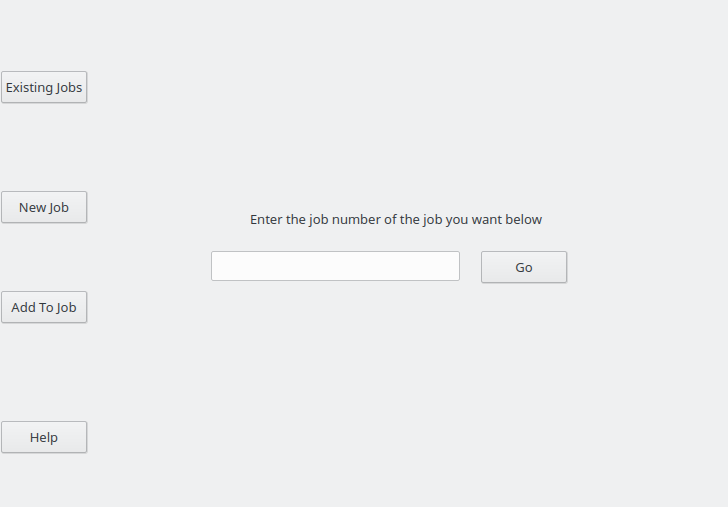 Existing Jobs
New Job
Enter the job number of the job you want below
Go
Add To Job
Help